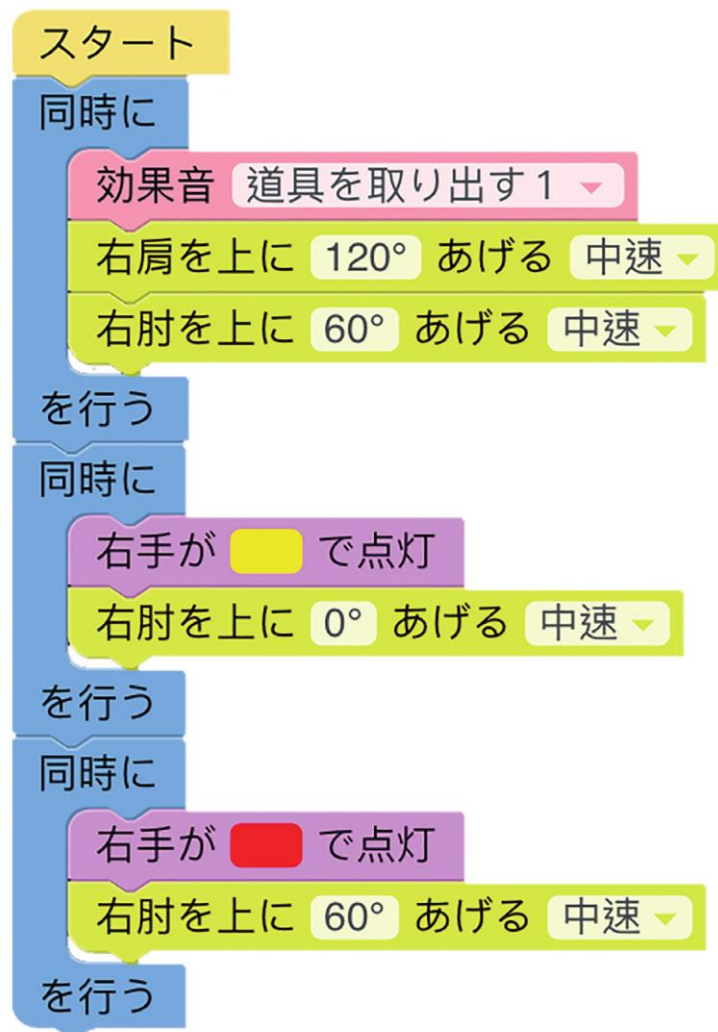 スタート
同時に
効果音 道具を取り出す1
右肩を上に 120° あげる 中速
右肘を上に 60° あげる 中速
を行う
同時に
右手が で点灯
右肘を上に 0° あげる 中速
を行う
同時に
右手が で点灯
右肘を上に 60° あげる 中速
を行う